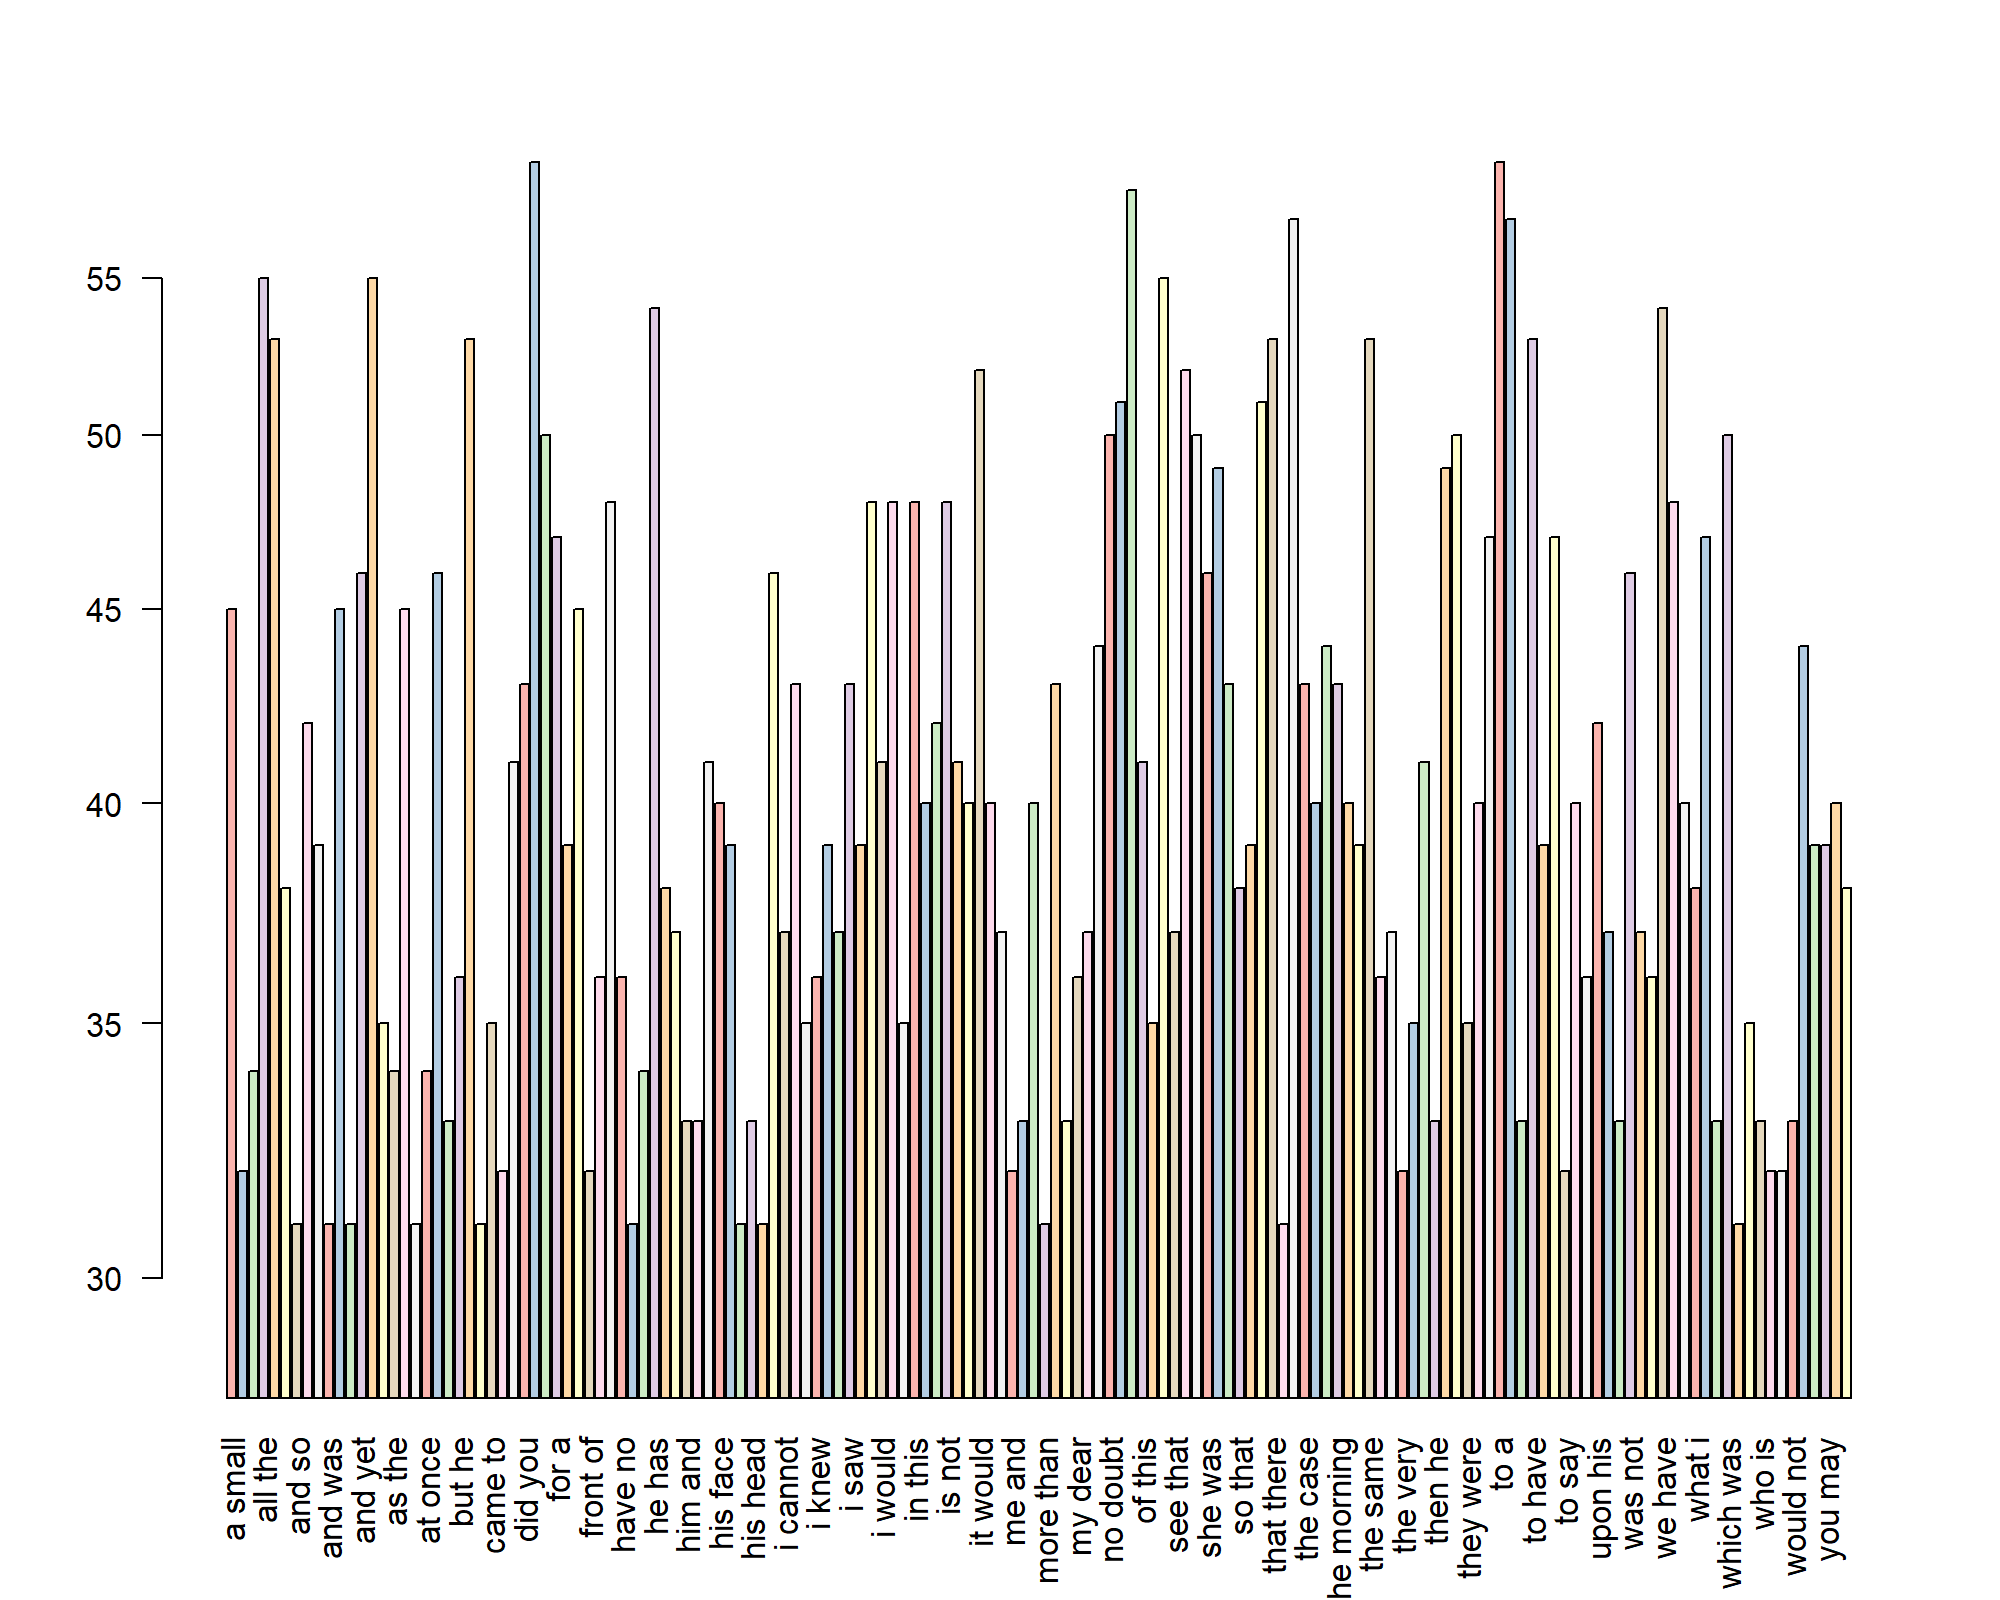 55
50
45
40
35
30
a small
all the
and so
and was
and yet
as the
at once
but he
came to
did you
for a
front of
have no
he has
him and
his face
his head
i cannot
i knew
i saw
i would
in this
is not
it would
me and
more than
my dear
no doubt
of this
see that
she was
so that
that there
the case
he morning
the same
the very
then he
they were
to a
to have
to say
upon his
was not
we have
what i
which was
who is
would not
you may